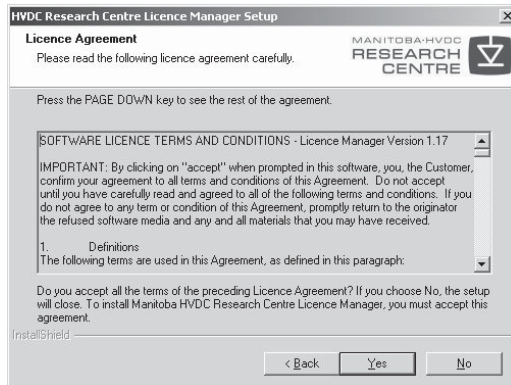 HVDC Research Centre Licence Manager Setup
Licence Agreement
Please read the following licence agreement carefully.
MANITOBA-HVDC
RESEARCH
CENTRE
Press the PAGE DOWN key to see the rest of the agreement.
SOFTWARE LICENCE TERMS AND CONDITIONS - Licence Manager Version 1.17
IMPORTANT: By clicking on "accept" when prompted in this software, you, the Customer,
confirm your agreement to all terms and conditions of this Agreement. Do not accept
until you have carefully read and agreed to all of the following terms and conditions. If you
do not agree to any term or condition of this Agreement, promptly return to the originator
the refused software media and any and all materials that you may have received.
1. Definitions
The following terms are used in this Agreement, as defined in this paragraph:
Do you accept all the terms of the preceding Licence Agreement? If you choose No, the setup
will close. To install Manitoba HVDC Research Centre Licence Manager, you must accept this
agreement.
InstallShield
< Back
Yes
No